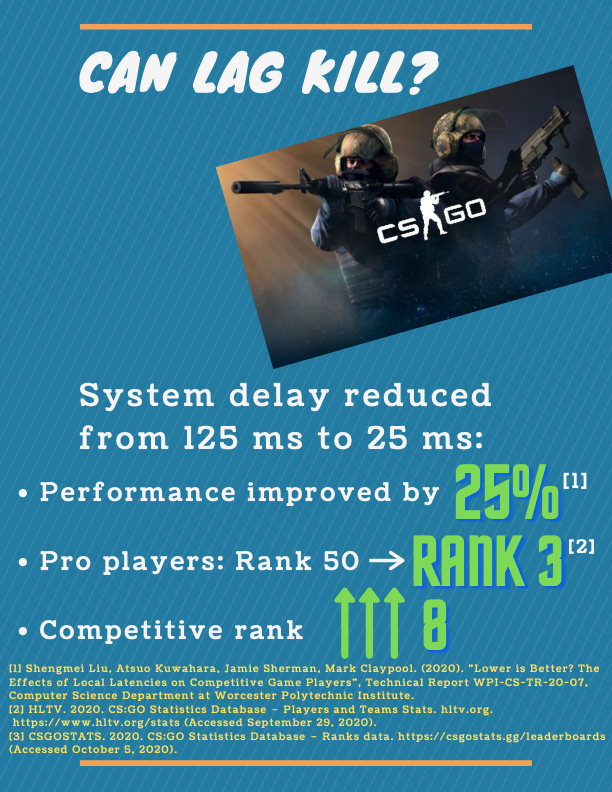 CAN LAG KILL?
CS GO
System delay reduced
from 125 ms to 25 ms:
• Performance improved by 25% [1]
• Pro players: Rank 50 → RANK 3 [2]
• Competitive rank ↑↑↑ 8
[1] Shengmei Liu, Atsuo Kuwahara, Jamie Sherman, Mark Claypool. (2020). "Lower is Better? The
Effects of Local Latencies on Competitive Game Players", Technical Report WPI-CS-TR-20-07,
Computer Science Department at Worcester Polytechnic Institute.
[2] HLTV. 2020. CS:GO Statistics Database – Players and Teams Stats. hltv.org.
https://www.hltv.org/stats (Accessed September 29, 2020).
[3] CSGOSTATS. 2020. CS:GO Statistics Database – Ranks data. https://csgostats.gg/leaderboards
(Accessed October 5, 2020).